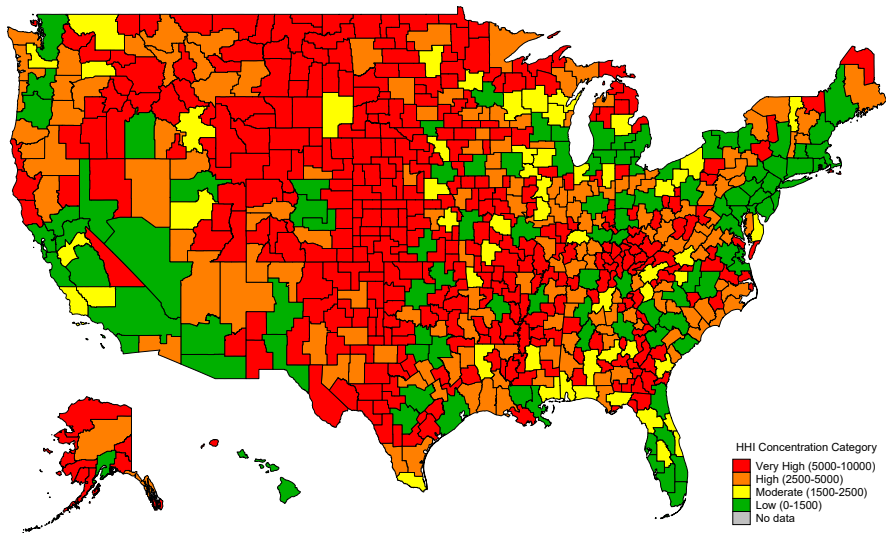 HHI Concentration Category
Very High (5000-10000)
High (2500-5000)
Moderate (1500-2500)
Low (0-1500)
No data